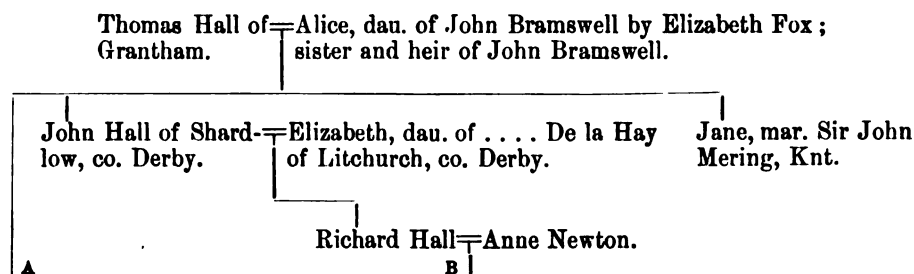 Thomas Hall of=Alice, dau. of John Bramswell by Elizabeth Fox;
Grantham. sister and heir of John Bramswell.
John Hall of Shard-=Elizabeth, dau. of .... De la Hay Jane, mar. Sir John
low, co. Derby. of Litchurch, co. Derby. Mering, Knt.
Richard Hall=Anne Newton.
A B